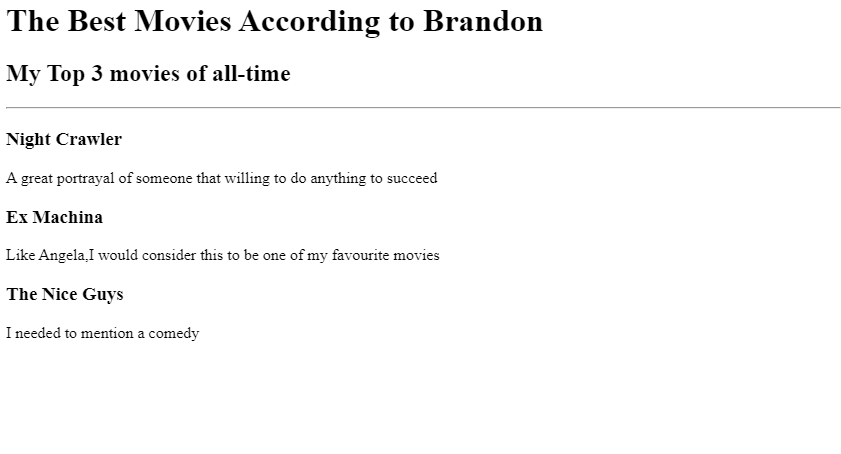 The Best Movies According to Brandon
My Top 3 movies of all-time
Night Crawler
A great portrayal of someone that willing to do anything to succeed
Ex Machina
Like Angela,I would consider this to be one of my favourite movies
The Nice Guys
I needed to mention a comedy